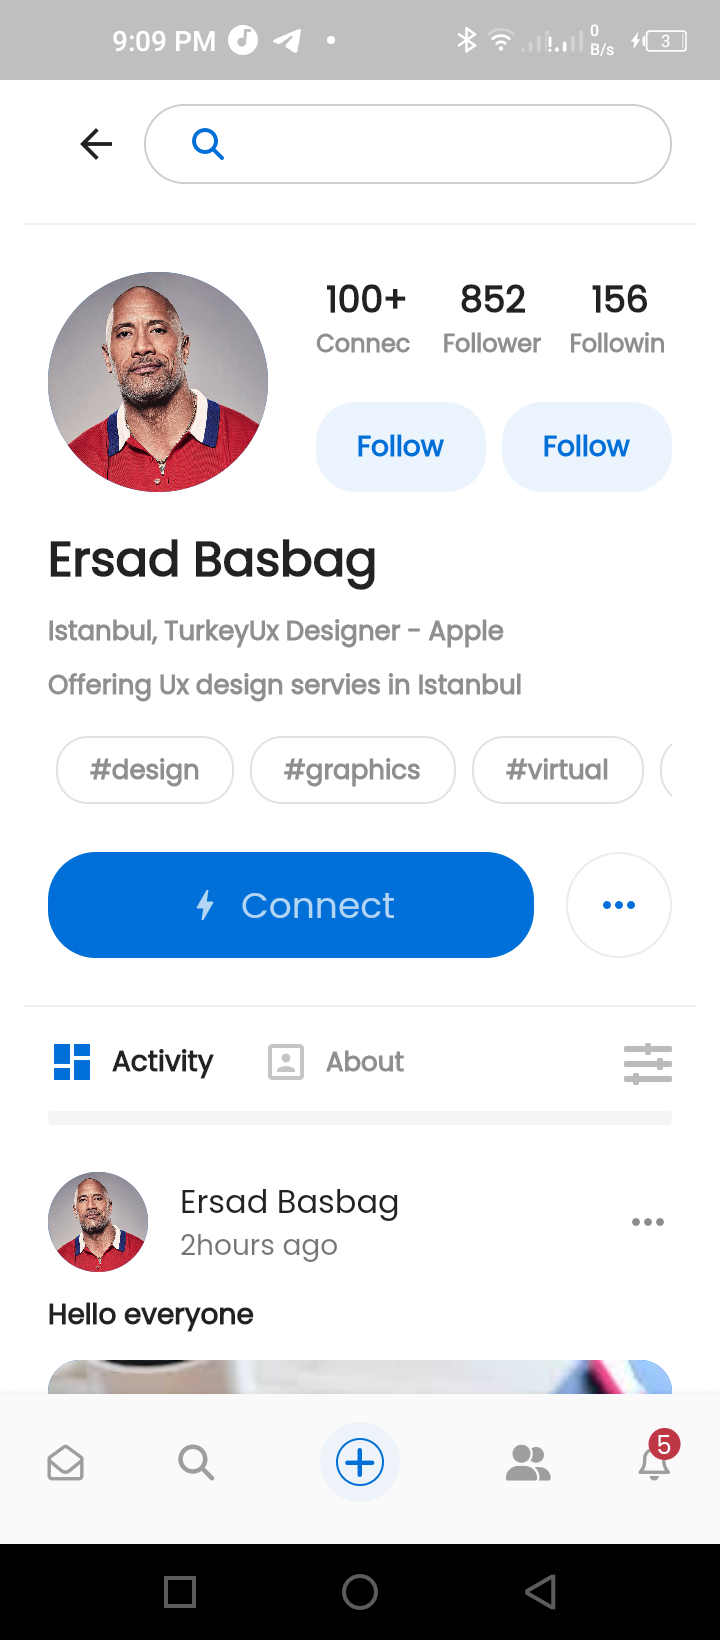 9:09 PM 0 B/s 3
100+ 852 156
Connec Follower Followin
Follow Follow
Ersad Basbag
Istanbul, TurkeyUx Designer - Apple
Offering Ux design servies in Istanbul
#design #graphics #virtual
Connect
Activity About
Ersad Basbag
2hours ago
Hello everyone
5